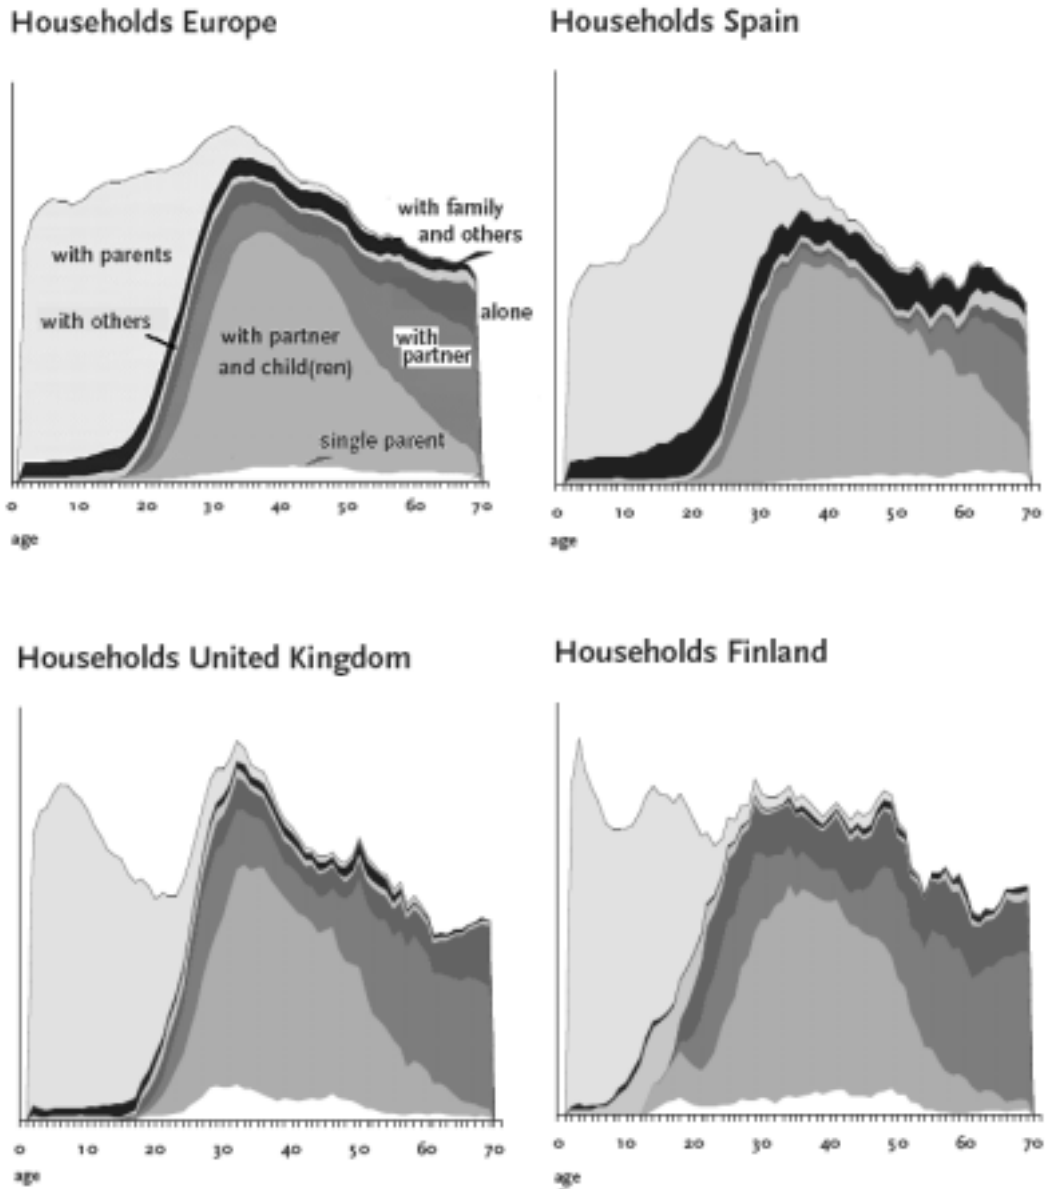 Households Europe
with parents
with others
with partner
and child(ren)
single parent
with family
and others
alone
with
partner
0 10 20 30 40 50 60 70
age
Households Spain
0 10 20 30 40 50 60 70
age
Households United Kingdom
0 10 20 30 40 50 60 70
age
Households Finland
0 10 20 30 40 50 60 70
age